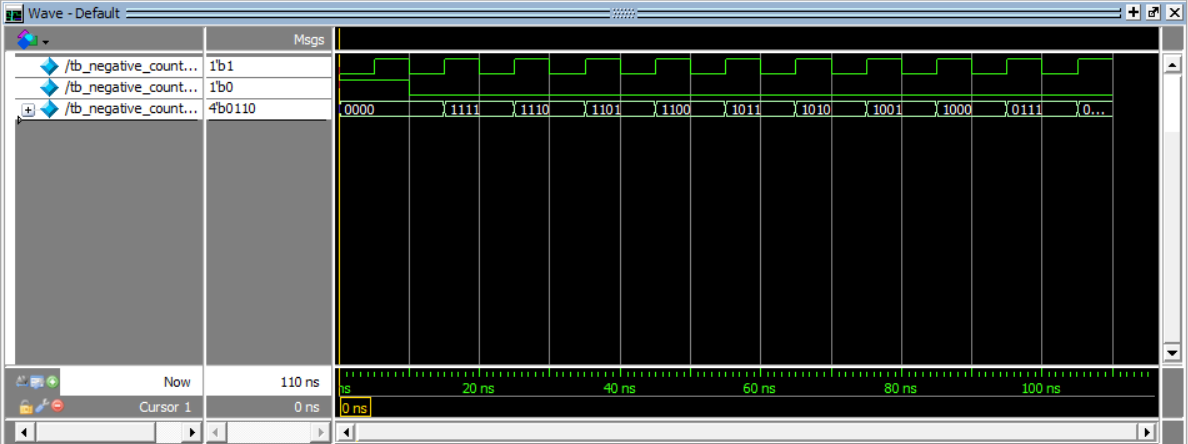 Wave - Default
Msgs
/tb_negative_count... 1'b1
/tb_negative_count... 1'b0
/tb_negative_count... 4'b0110 0000 1111 1110 1101 1100 1011 1010 1001 1000 0111 0...
Now 110 ns ns 20 ns 40 ns 60 ns 80 ns 100 ns
Cursor 1 0 ns 0 ns